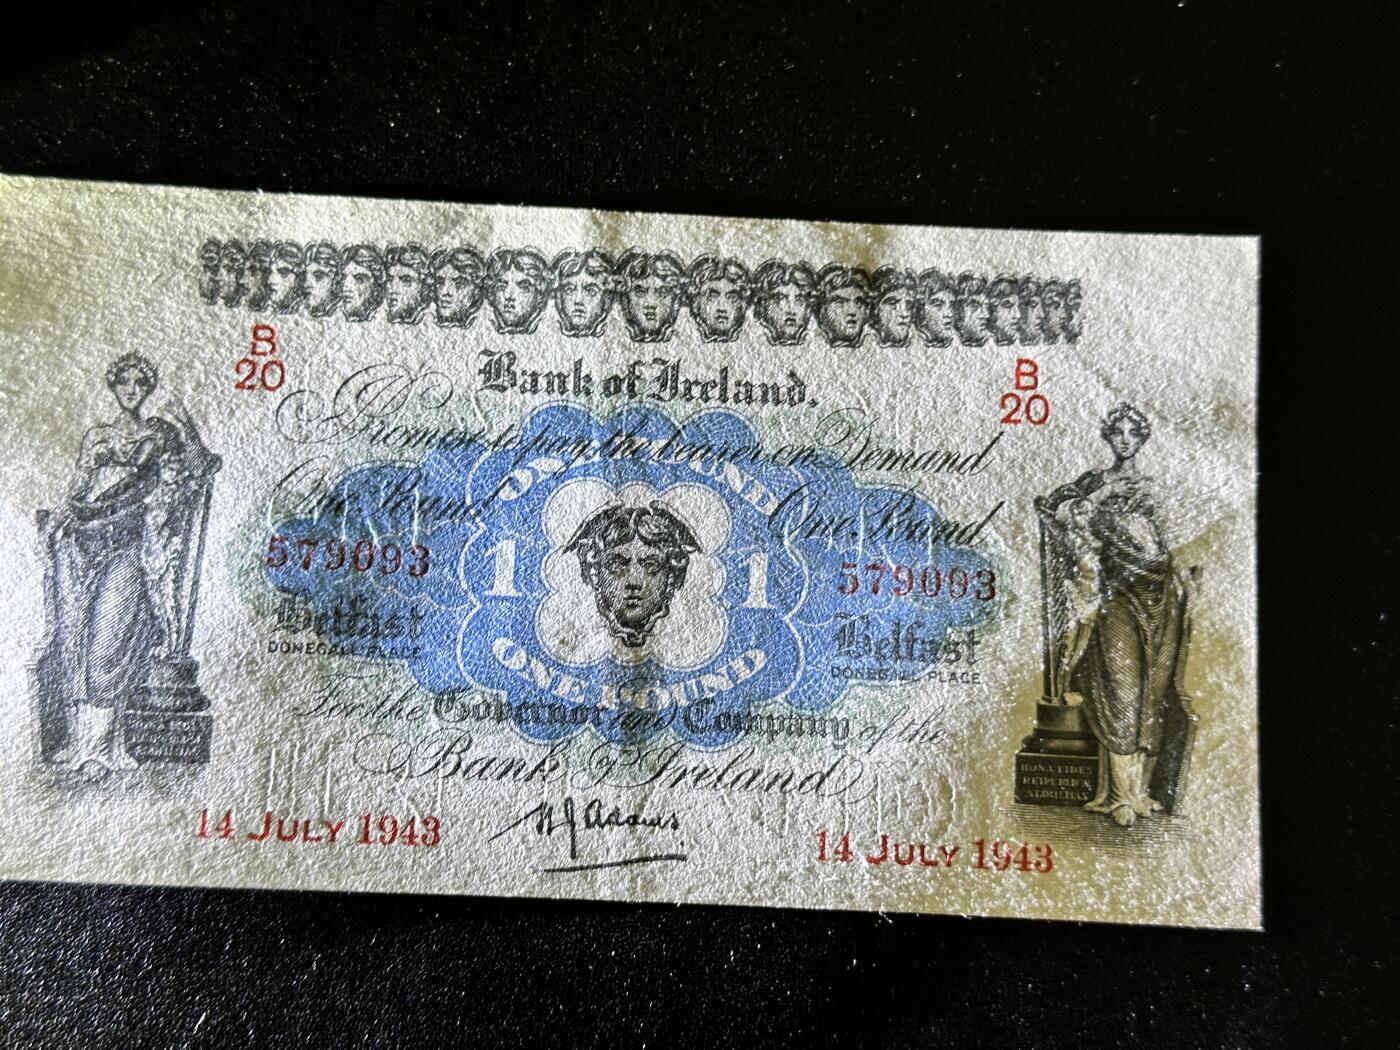 B
20
B
20
Bank of Ireland.
I Promise to pay the bearer on Demand
ONE POUND
One Pound One Pound
579093 1 1 579093
Belfast Belfast
DONEGALL PLACE DONEGALL PLACE
ONE POUND
For the Governor and Company of the
Bank of Ireland
BONA FIDES
REIPUBLICÆ
STABILITAS
H J Adams
14 JULY 1943 14 JULY 1943